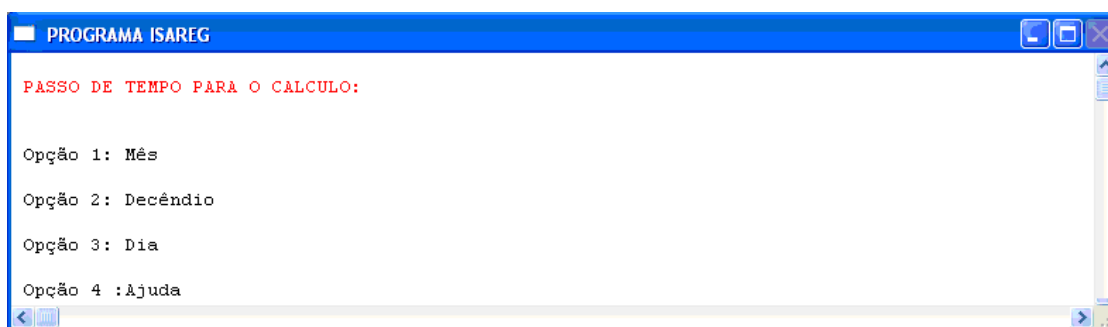 PROGRAMA ISAREG
PASSO DE TEMPO PARA O CALCULO:
Opção 1: Mês
Opção 2: Decêndio
Opção 3: Dia
Opção 4 :Ajuda